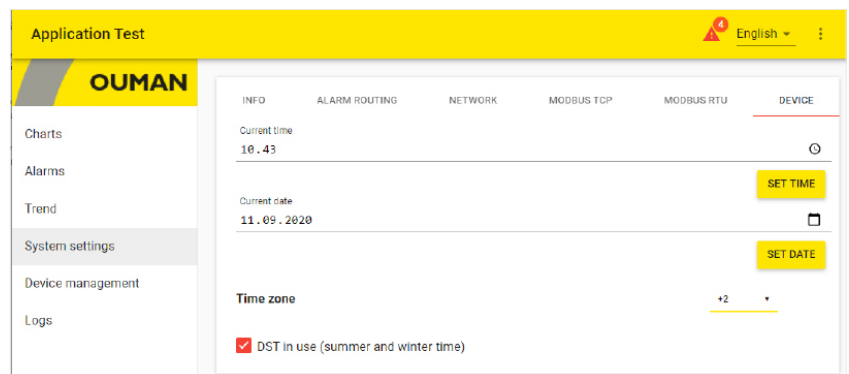 Application Test
4
English
OUMAN
Charts
Alarms
Trend
System settings
Device management
Logs
INFO ALARM ROUTING NETWORK MODBUS TCP MODBUS RTU DEVICE
Current time
10.43
SET TIME
Current date
11.09.2020
SET DATE
Time zone +2
DST in use (summer and winter time)